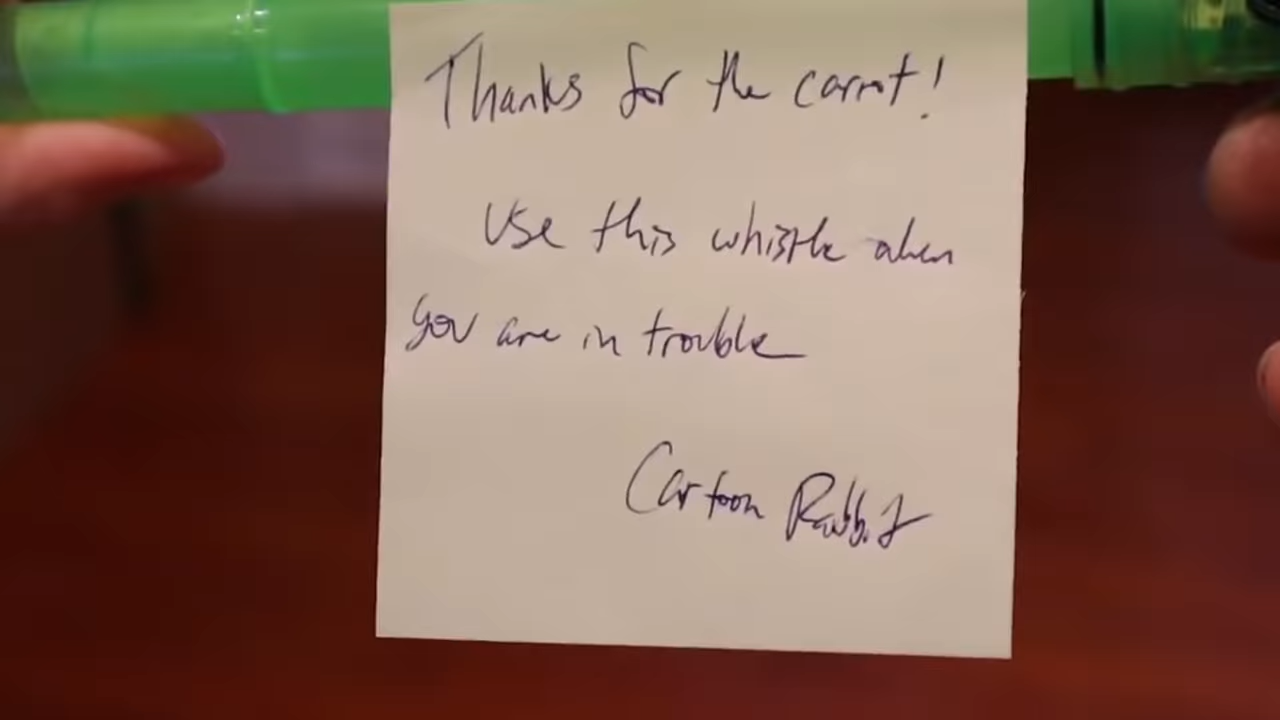 Thanks for the carrot!
Use this whistle when
you are in trouble
Cartoon Rabbit